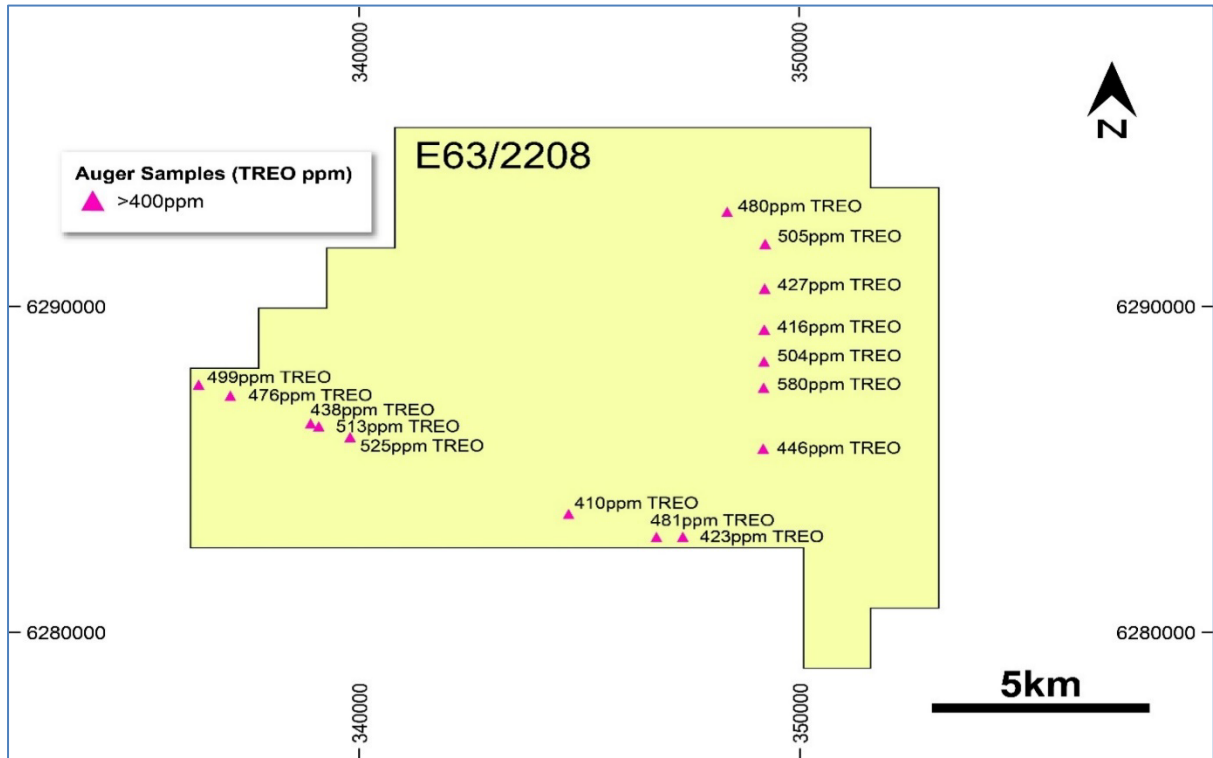 340000
350000
E63/2208
N
Auger Samples (TREO ppm)
>400ppm
480ppm TREO
505ppm TREO
427ppm TREO
6290000
6290000
416ppm TREO
504ppm TREO
499ppm TREO
580ppm TREO
476ppm TREO
438ppm TREO
513ppm TREO
525ppm TREO
446ppm TREO
410ppm TREO
481ppm TREO
423ppm TREO
6280000
6280000
5km
340000
350000